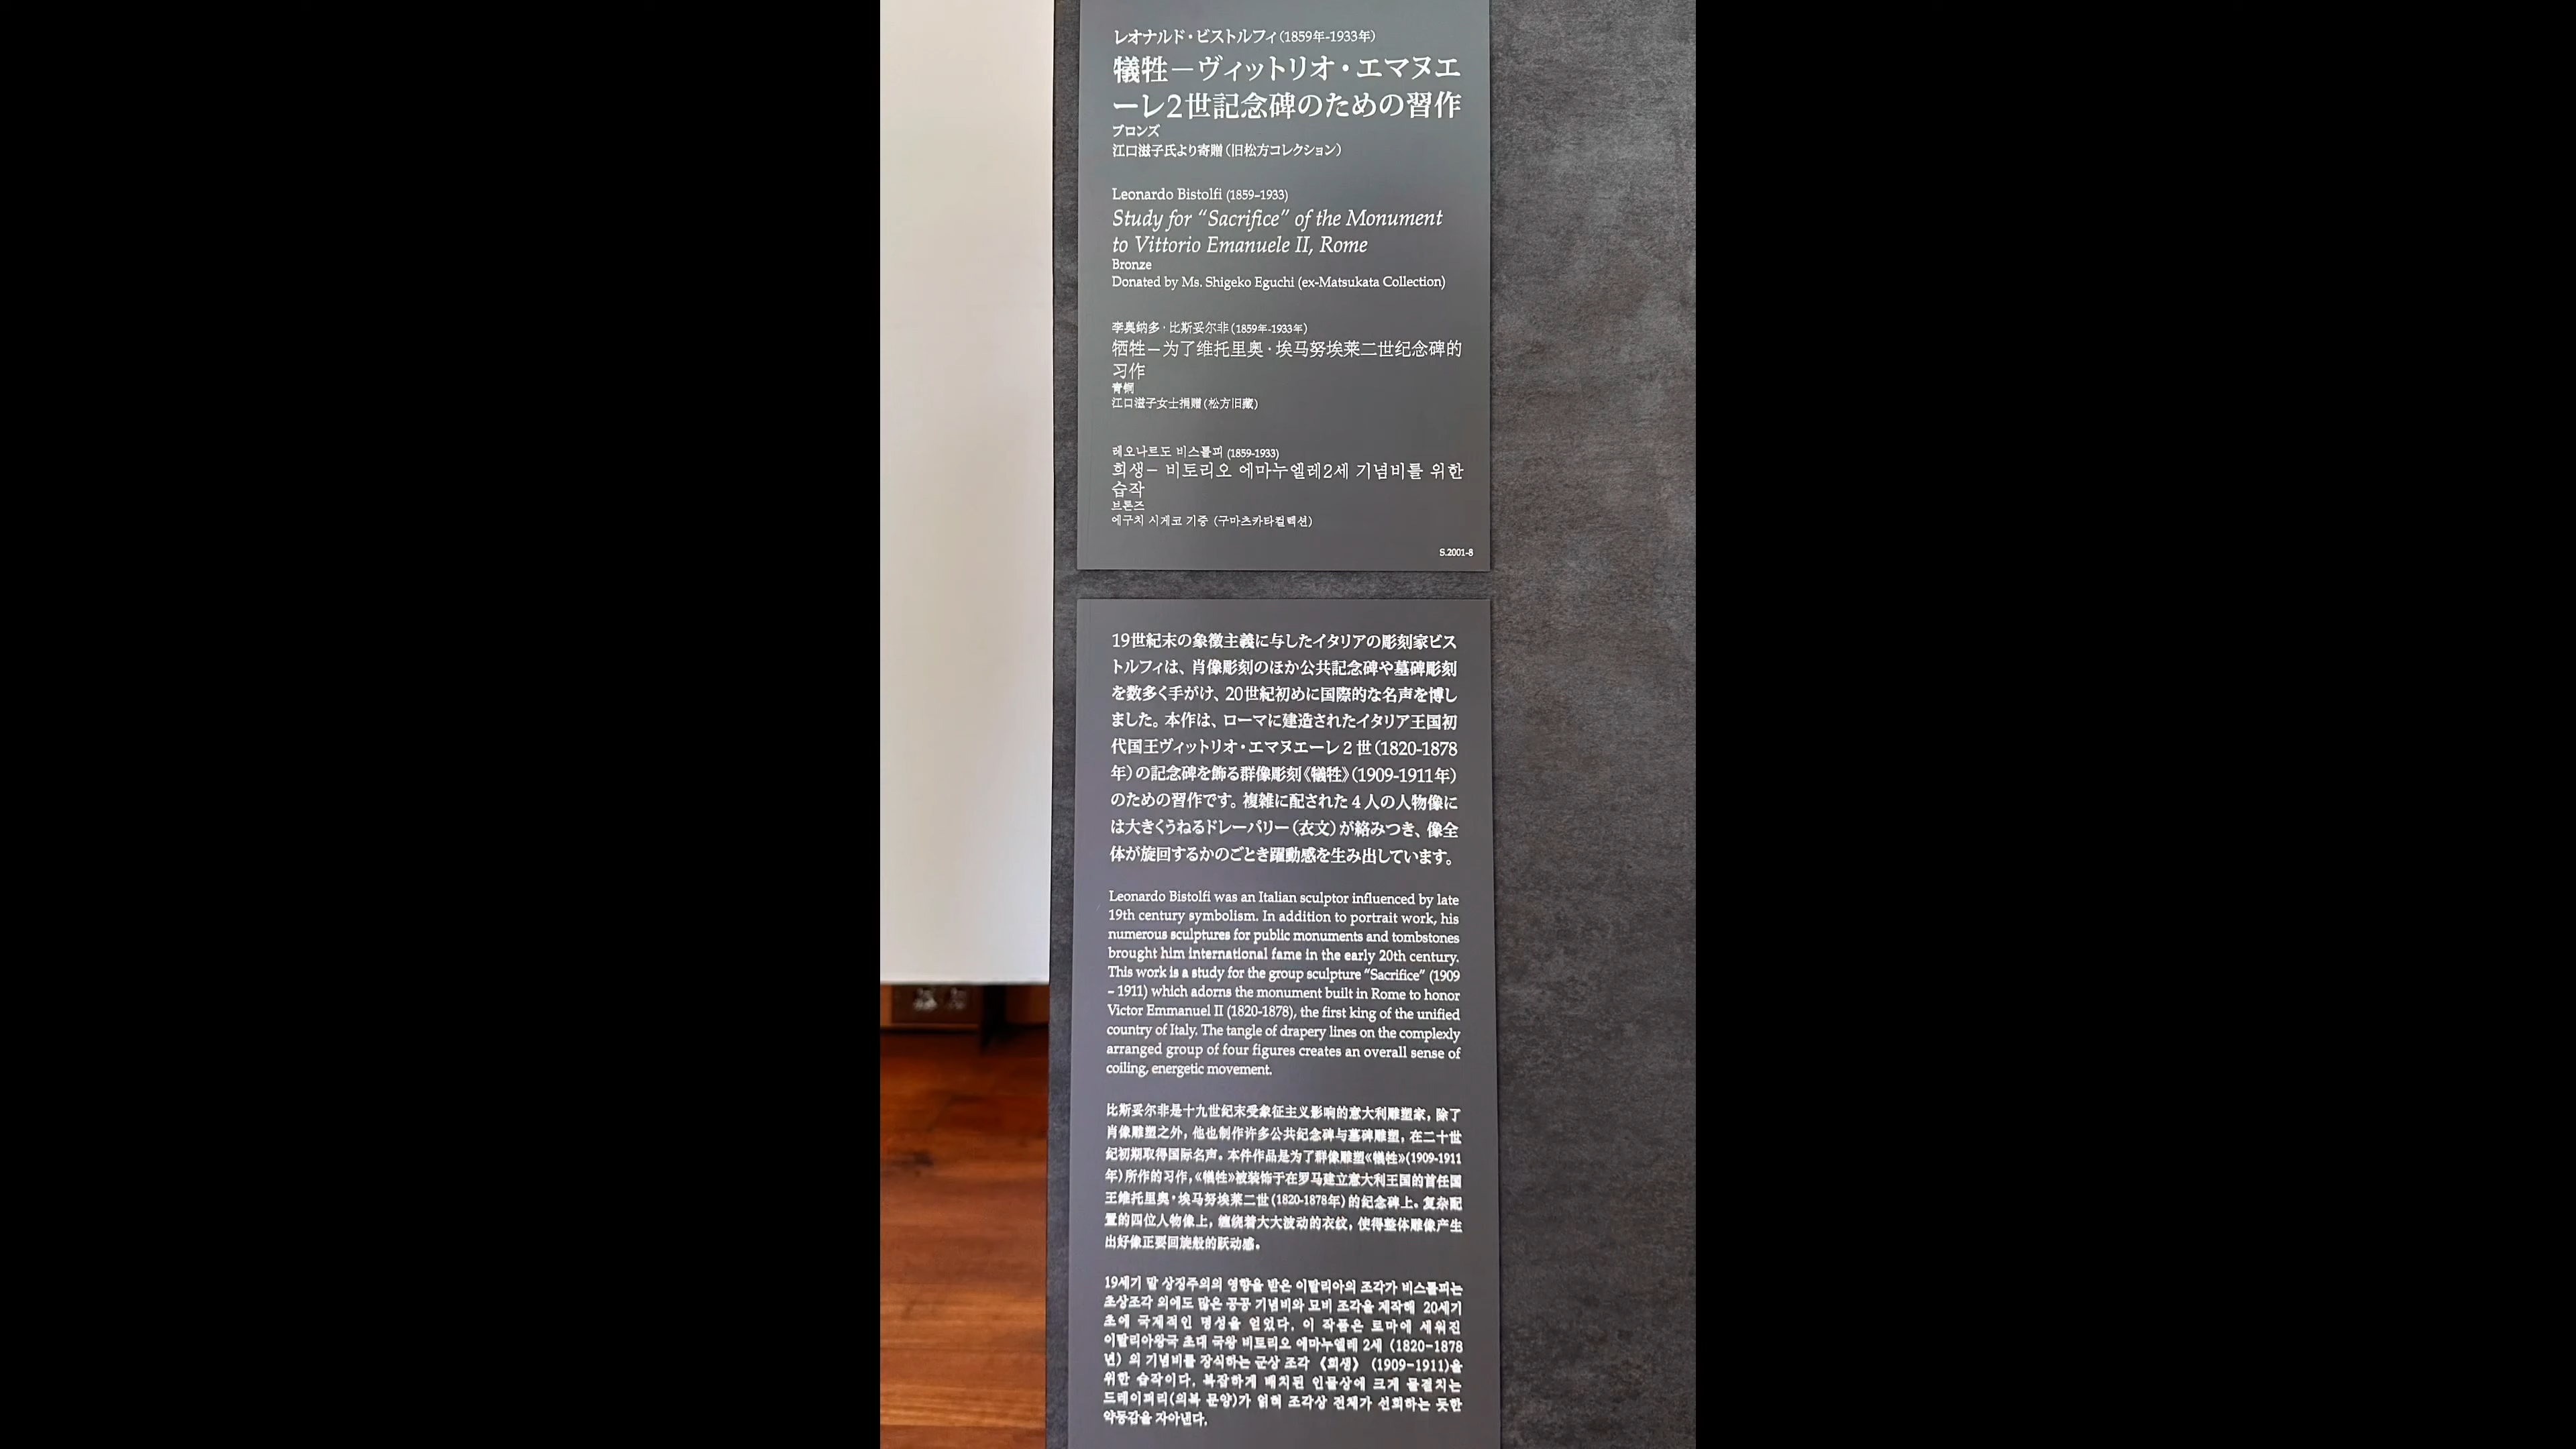 レオナルド・ビストルフィ(1859年-1933年)
犠牲－ヴィットリオ・エマヌエ
ーレ2世記念碑のための習作
ブロンズ
江口滋子氏より寄贈(旧松方コレクション)
Leonardo Bistolfi (1859–1933)
Study for “Sacrifice” of the Monument
to Vittorio Emanuele II, Rome
Bronze
Donated by Ms. Shigeko Eguchi (ex-Matsukata Collection)
李奥纳多·比斯妥尔非(1859年-1933年)
牺牲－为了维托里奥·埃马努埃莱二世纪念碑的
习作
青铜
江口滋子女士捐赠(松方旧藏)
레오나르도 비스톨피 (1859-1933)
희생－ 비토리오 에마누엘레2세 기념비를 위한
습작
브론즈
에구치 시게코 기증 (구마츠카타컬렉션)
S.2001-8
19世紀末の象徴主義に与したイタリアの彫刻家ビス
トルフィは、肖像彫刻のほか公共記念碑や墓碑彫刻
を数多く手がけ、20世紀初めに国際的な名声を博し
ました。本作は、ローマに建造されたイタリア王国初
代国王ヴィットリオ・エマヌエーレ2世(1820-1878
年)の記念碑を飾る群像彫刻《犠牲》(1909-1911年)
のための習作です。複雑に配された4人の人物像に
は大きくうねるドレーパリー(衣文)が絡みつき、像全
体が旋回するかのごとき躍動感を生み出しています。
Leonardo Bistolfi was an Italian sculptor influenced by late
19th century symbolism. In addition to portrait work, his
numerous sculptures for public monuments and tombstones
brought him international fame in the early 20th century.
This work is a study for the group sculpture “Sacrifice” (1909
– 1911) which adorns the monument built in Rome to honor
Victor Emmanuel II (1820-1878), the first king of the unified
country of Italy. The tangle of drapery lines on the complexly
arranged group of four figures creates an overall sense of
coiling, energetic movement.
比斯妥尔非是十九世纪末受象征主义影响的意大利雕塑家，除了
肖像雕塑之外，他也制作许多公共纪念碑与墓碑雕塑，在二十世
纪初期取得国际名声。本件作品是为了群像雕塑《犠牲》(1909-1911
年)所作的习作，《犠牲》被装饰于在罗马建立意大利王国的首任国
王维托里奥·埃马努埃莱二世(1820-1878年)的纪念碑上。复杂配
置的四位人物像上，缠绕着大大波动的衣纹，使得整体雕像产生
出好像正要回旋般的跃动感。
19세기 말 상징주의의 영향을 받은 이탈리아의 조각가 비스톨피는
초상조각 외에도 많은 공공 기념비와 묘비 조각을 제작해 20세기
초에 국제적인 명성을 얻었다. 이 작품은 로마에 세워진
이탈리아왕국 초대 국왕 비토리오 에마누엘레 2세 (1820-1878
년) 의 기념비를 장식하는 군상 조각 《희생》 (1909-1911)을
위한 습작이다. 복잡하게 배치된 인물상에 크게 물결치는
드레이퍼리(의복 문양)가 얽혀 조각상 전체가 선회하는 듯한
약동감을 자아낸다.